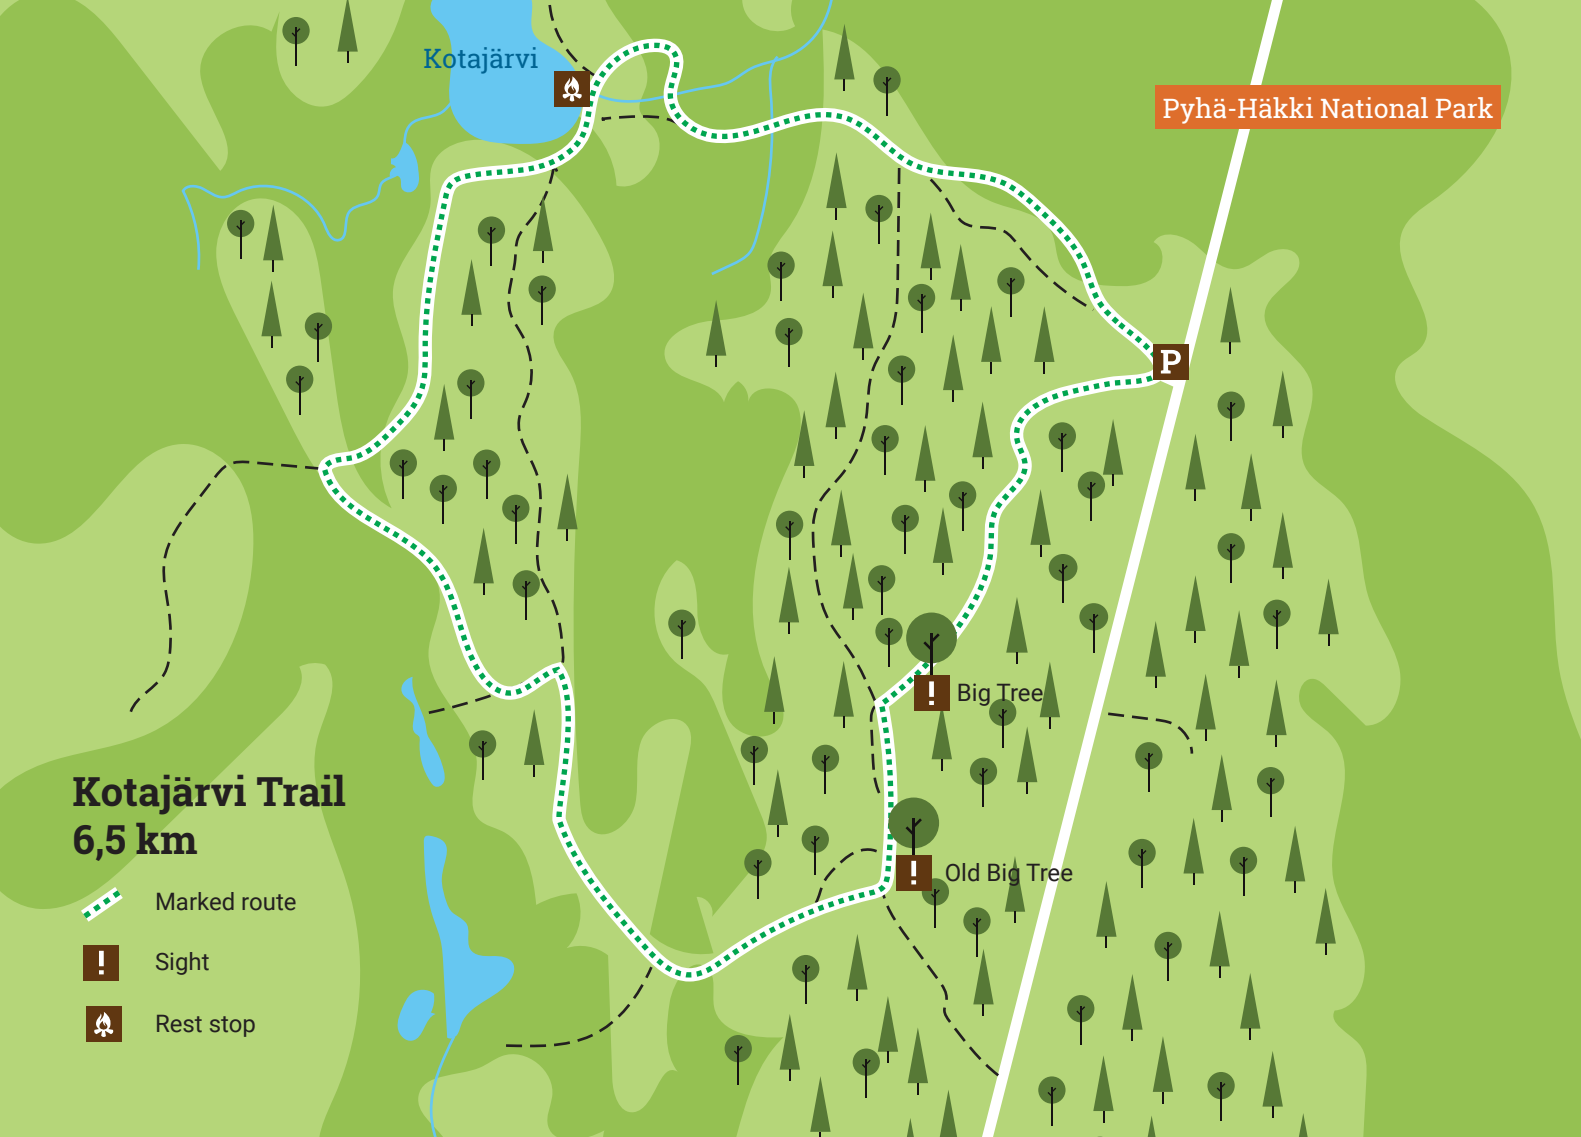 Kotajärvi
Pyhä-Häkki National Park
P
! Big Tree
! Old Big Tree
Kotajärvi Trail
6,5 km
Marked route
! Sight
Rest stop